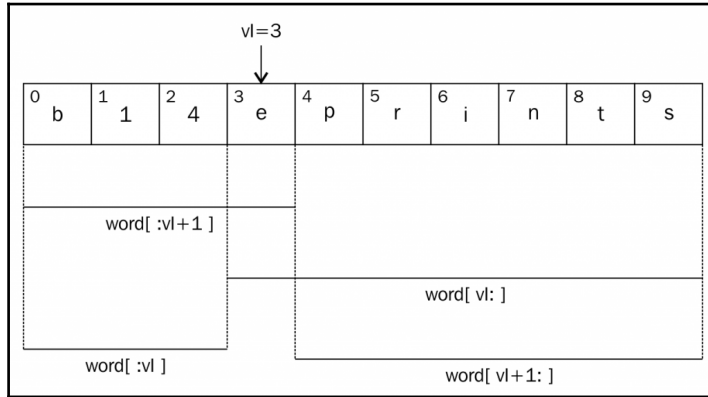 vl=3
0 1 2 3 4 5 6 7 8 9
b 1 4 e p r i n t s
word[ :vl+1 ]
word[ vl: ]
word[ :vl ]
word[ vl+1: ]